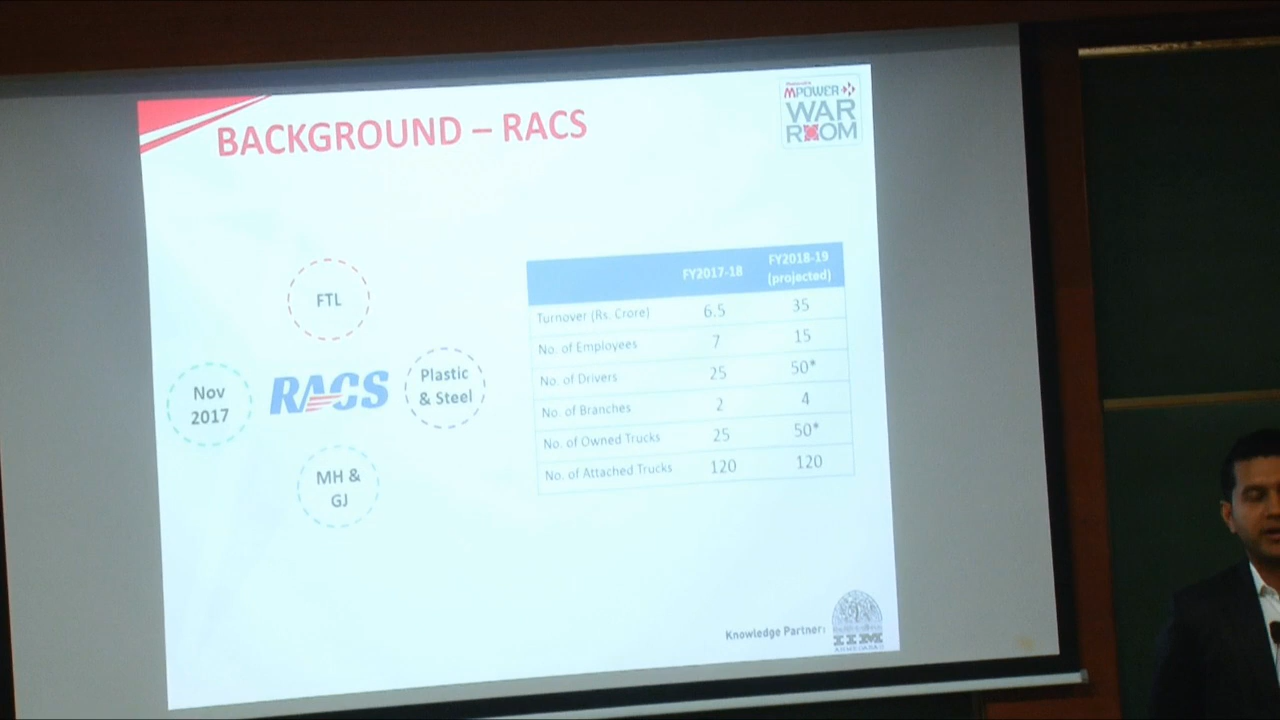 BACKGROUND – RACS
MPOWER
WAR
ROOM
FTL
Nov
2017
RACS
Plastic
& Steel
MH &
GJ
FY2017-18 FY2018-19
(projected)
Turnover (Rs. Crore) 6.5 35
No. of Employees 7 15
No. of Drivers 25 50*
No. of Branches 2 4
No. of Owned Trucks 25 50*
No. of Attached Trucks 120 120
Knowledge Partner:
IIM
AHMEDABAD